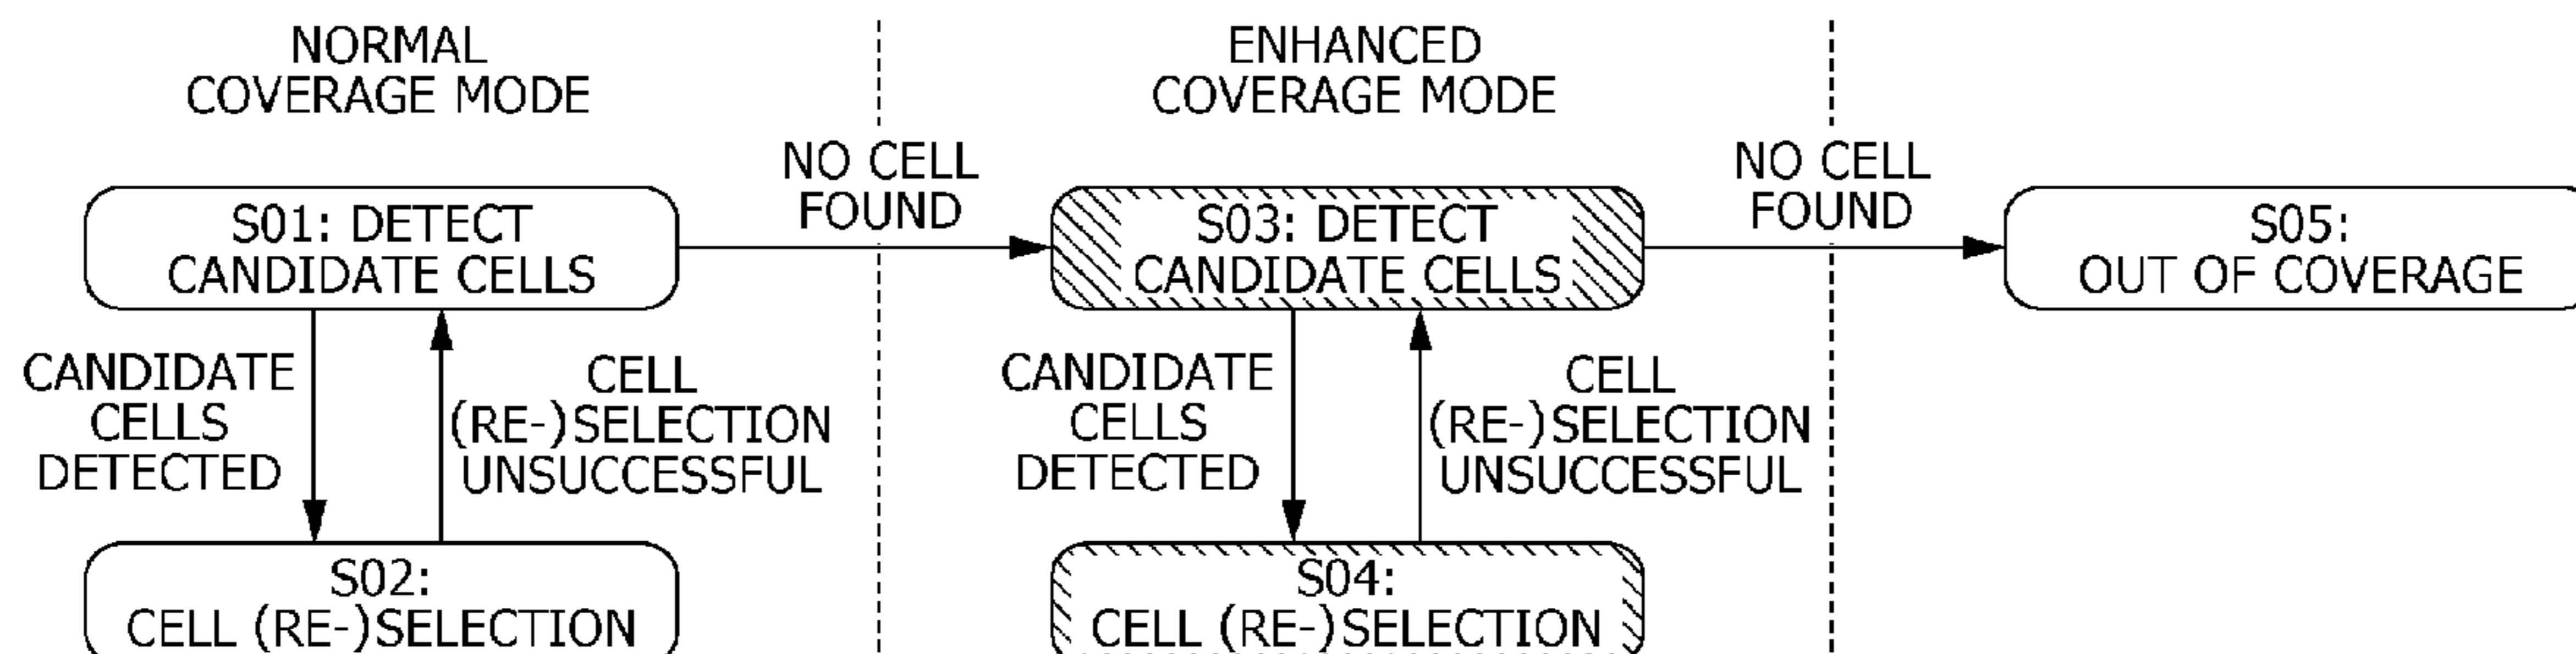 NORMAL
COVERAGE MODE
ENHANCED
COVERAGE MODE
NO CELL
FOUND
NO CELL
FOUND
S01: DETECT
CANDIDATE CELLS
S03: DETECT
CANDIDATE CELLS
S05:
OUT OF COVERAGE
CANDIDATE
CELLS
DETECTED
CELL
(RE-)SELECTION
UNSUCCESSFUL
CANDIDATE
CELLS
DETECTED
CELL
(RE-)SELECTION
UNSUCCESSFUL
S02:
CELL (RE-)SELECTION
S04:
CELL (RE-)SELECTION